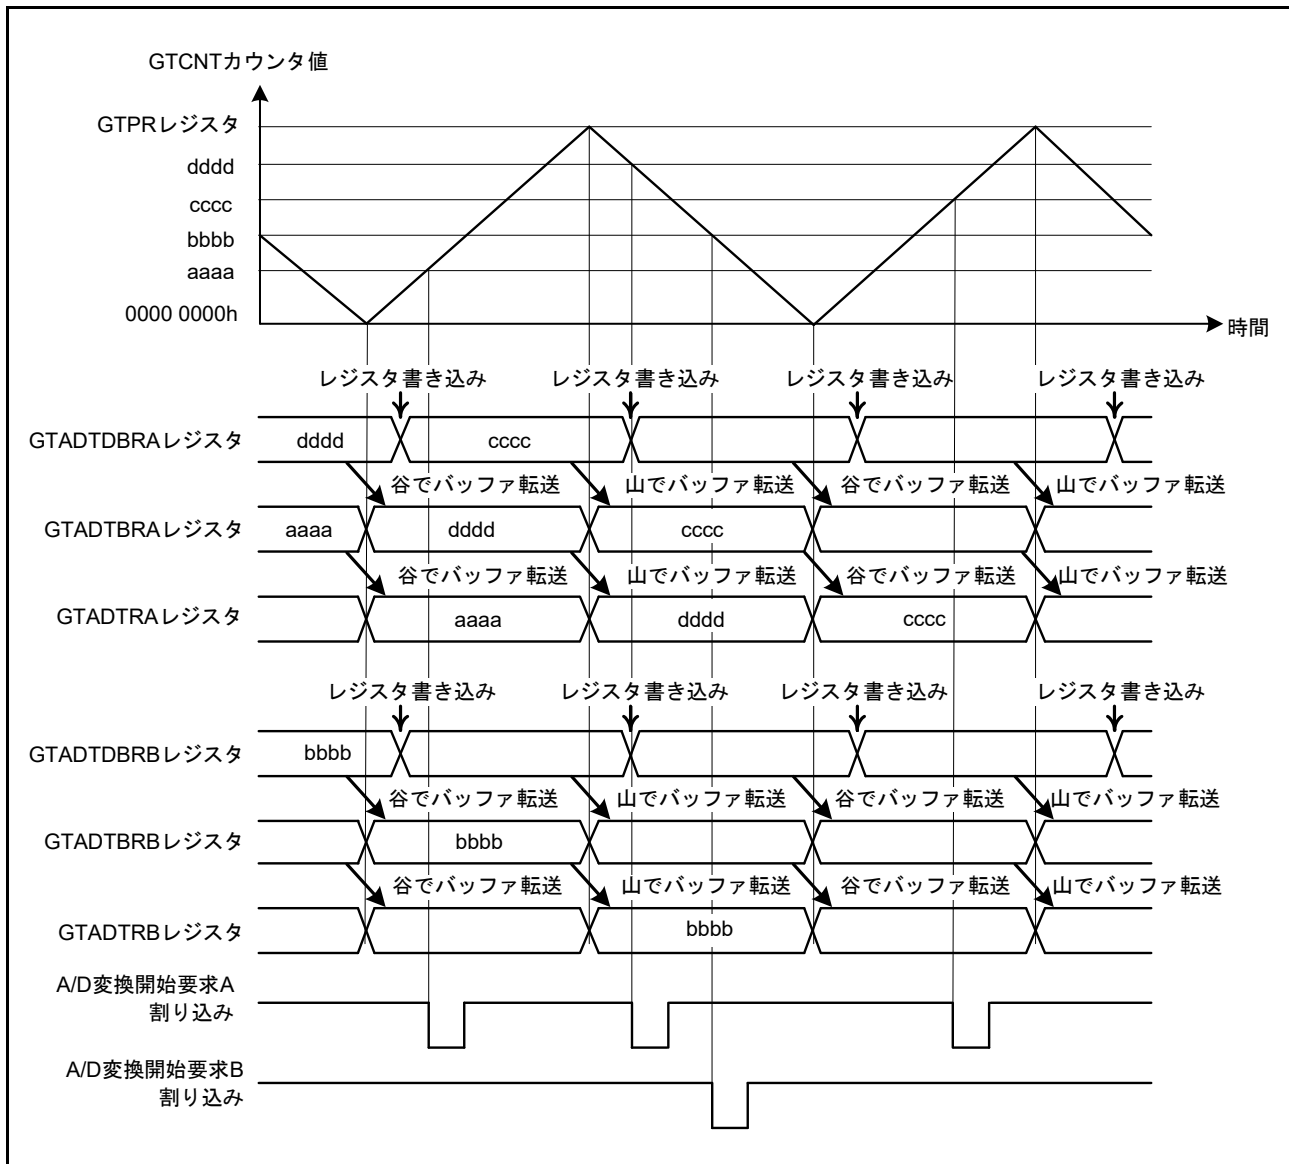 GTCNTカウンタ値
GTPRレジスタ
dddd
cccc
bbbb
aaaa
0000 0000h
時間
レジスタ書き込み レジスタ書き込み レジスタ書き込み レジスタ書き込み
GTADTDBRAレジスタ dddd cccc
谷でバッファ転送 山でバッファ転送 谷でバッファ転送 山でバッファ転送
GTADTBRAレジスタ aaaa dddd cccc
谷でバッファ転送 山でバッファ転送 谷でバッファ転送 山でバッファ転送
GTADTRAレジスタ aaaa dddd cccc
レジスタ書き込み レジスタ書き込み レジスタ書き込み レジスタ書き込み
GTADTDBRBレジスタ bbbb
谷でバッファ転送 山でバッファ転送 谷でバッファ転送 山でバッファ転送
GTADTBRBレジスタ bbbb
谷でバッファ転送 山でバッファ転送 谷でバッファ転送 山でバッファ転送
GTADTRBレジスタ bbbb
A/D変換開始要求A
割り込み
A/D変換開始要求B
割り込み